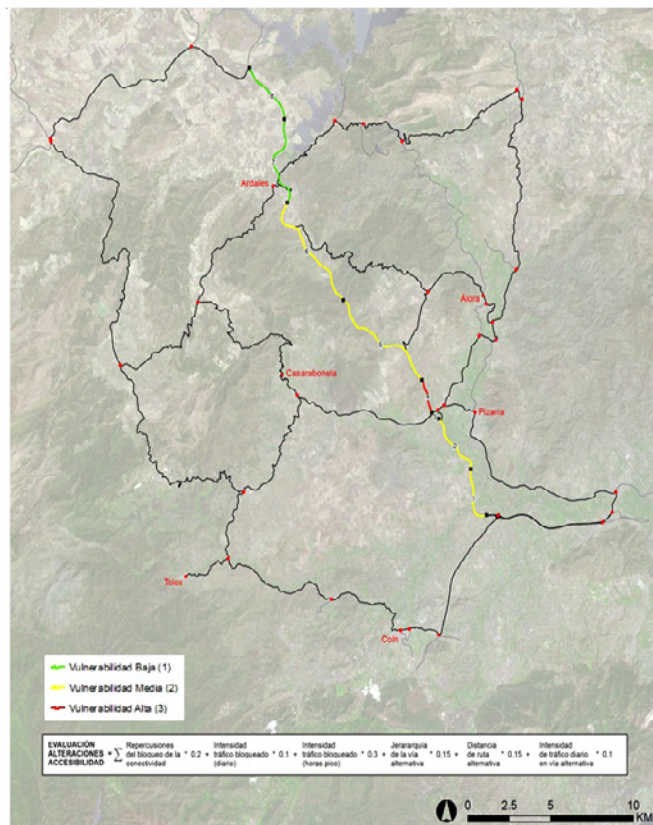 Ardales
Alora
Casarabonela
Pizarra
Tolox
Coín
Vulnerabilidad Baja (1)
Vulnerabilidad Media (2)
Vulnerabilidad Alta (3)
EVALUACIÓN ALTERACIONES ACCESIBILIDAD = ∑ Repercusiones del bloqueo de la conectividad * 0.2 + Intensidad tráfico bloqueado (diario) * 0.1 + Intensidad tráfico bloqueado (horas pico) * 0.3 + Jerararquía de la vía alternativa * 0.15 + Distancia de ruta alternativa * 0.15 + Intensidad de tráfico diario en vía alternativa * 0.1
0 2.5 5 10
KM